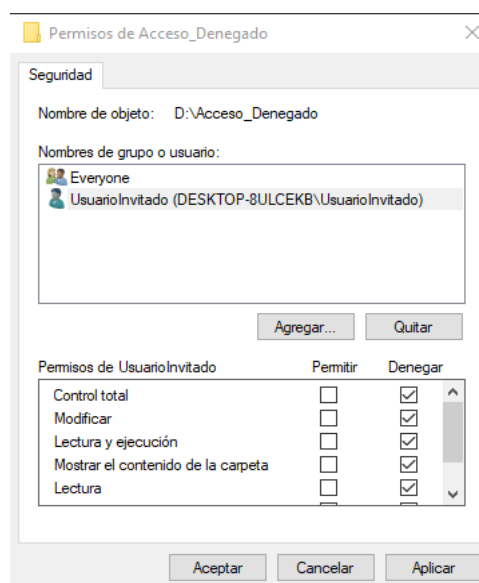 Permisos de Acceso_Denegado
Seguridad
Nombre de objeto: D:\Acceso_Denegado
Nombres de grupo o usuario:
Everyone
UsuarioInvitado (DESKTOP-8ULCEKB\UsuarioInvitado)
Agregar... Quitar
Permisos de UsuarioInvitado Permitir Denegar
Control total
Modificar
Lectura y ejecución
Mostrar el contenido de la carpeta
Lectura
Aceptar Cancelar Aplicar